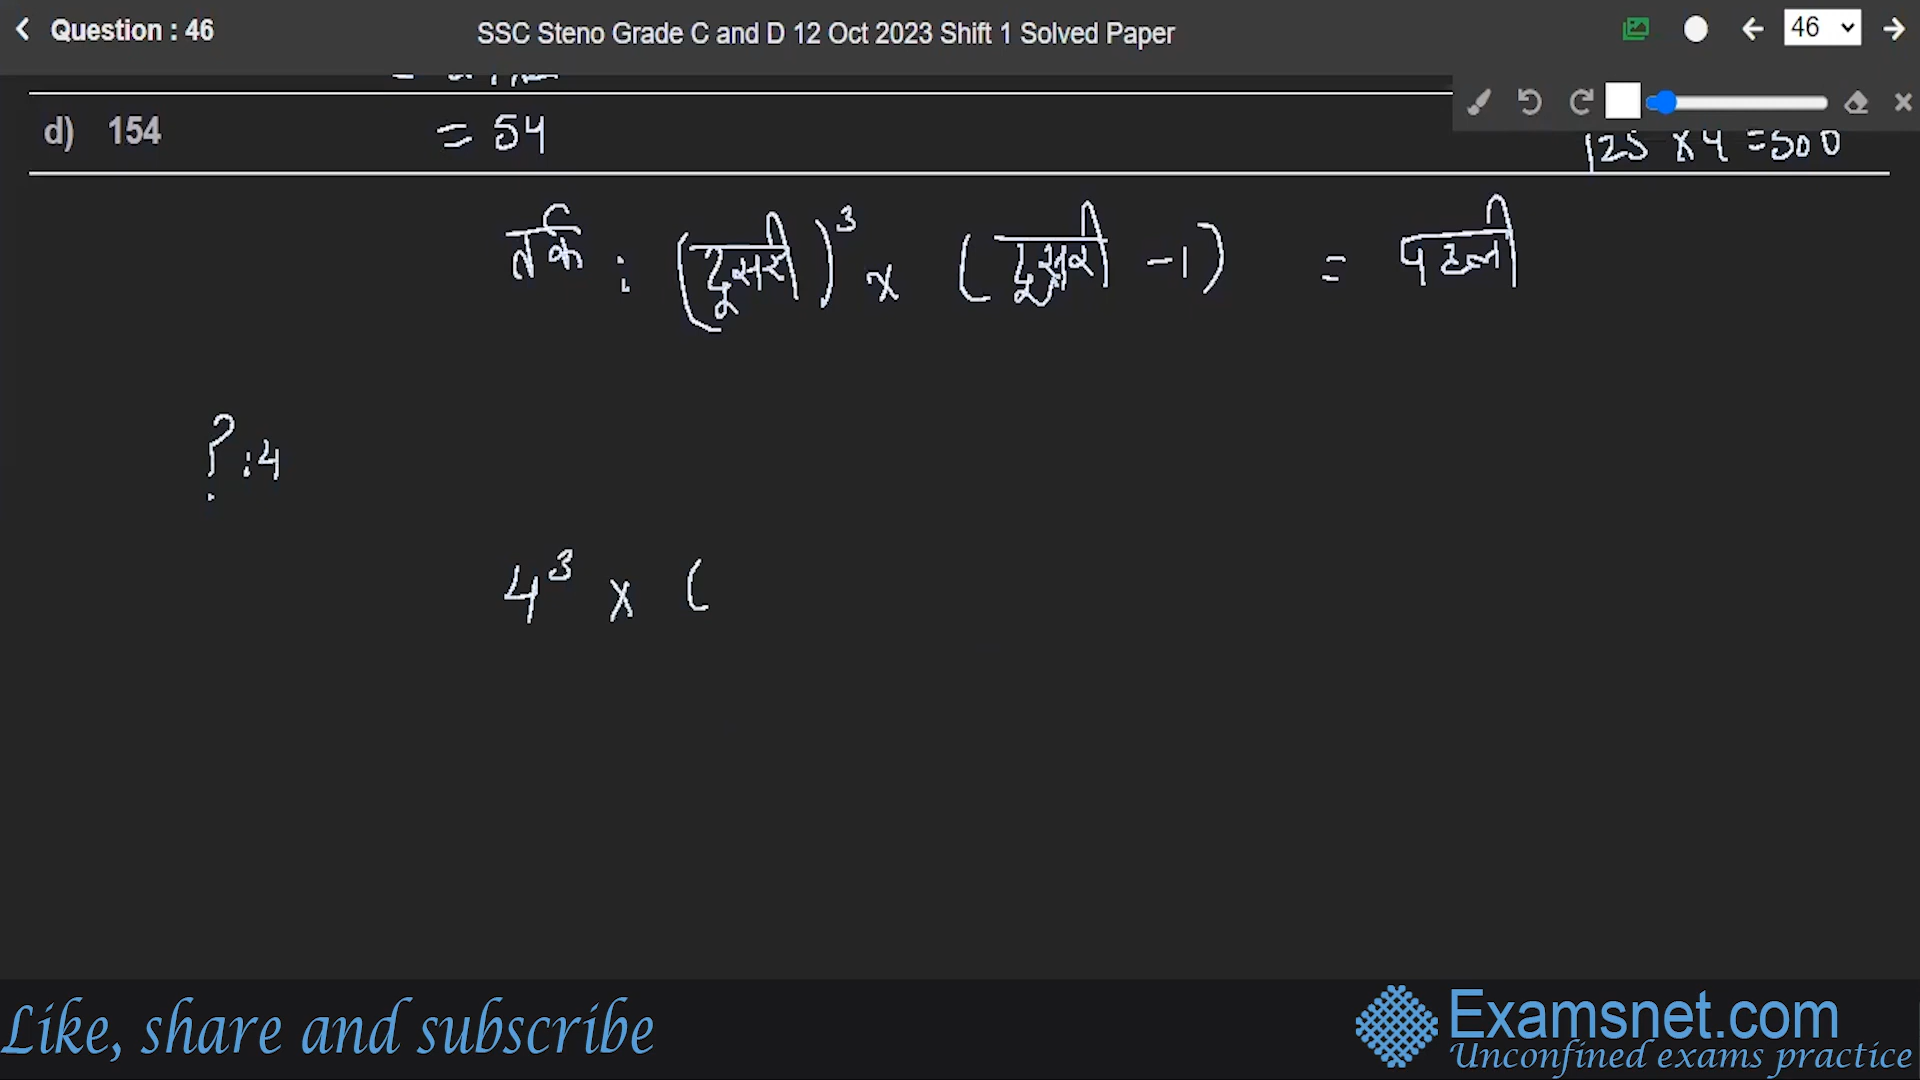 Question : 46
SSC Steno Grade C and D 12 Oct 2023 Shift 1 Solved Paper
46
d) 154
= 54
125 x 4 = 500
तर्क : (दूसरी)³ x (दूसरी - 1) = पहली
? : 4
4³ x (
Like, share and subscribe
Examsnet.com
Unconfined exams practice